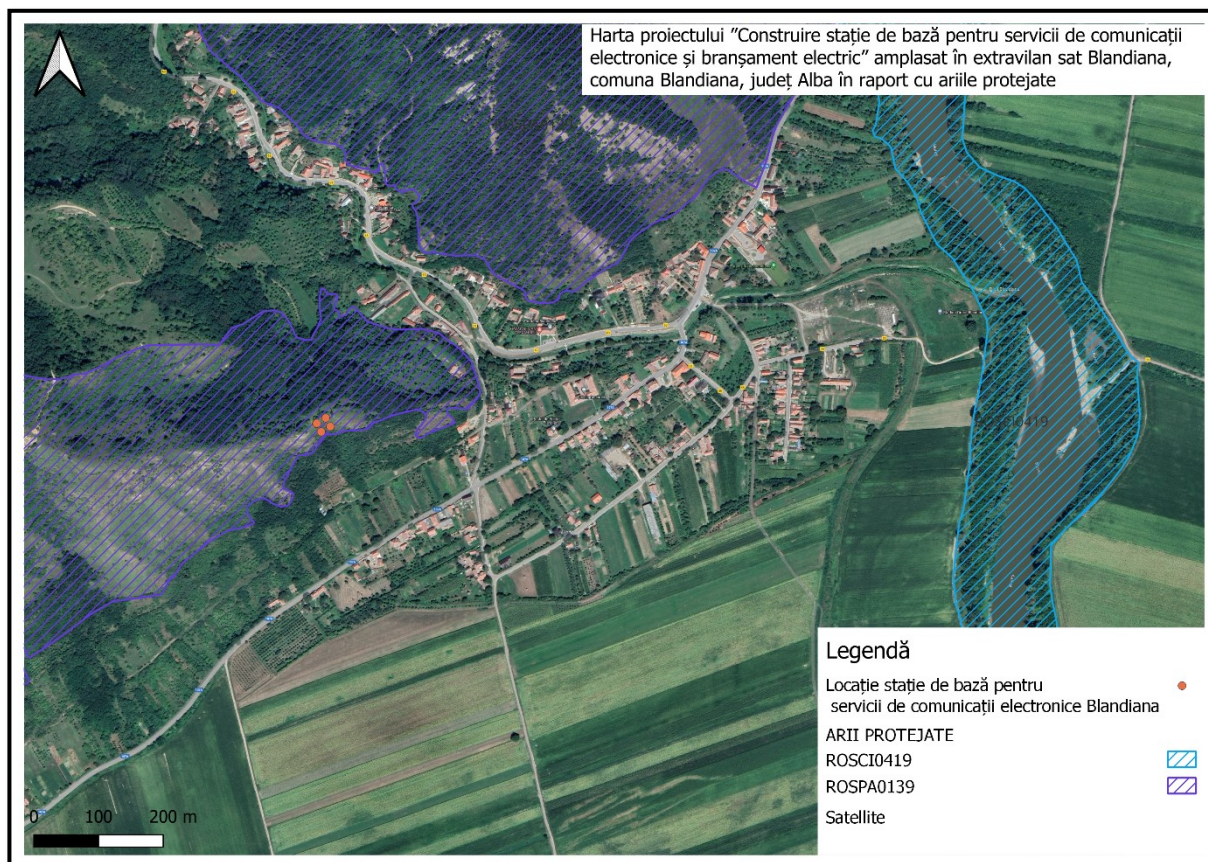 Harta proiectului ”Construire stație de bază pentru servicii de comunicații
electronice și branșament electric” amplasat în extravilan sat Blandiana,
comuna Blandiana, județ Alba în raport cu ariile protejate
Legendă
Locație stație de bază pentru
servicii de comunicații electronice Blandiana
ARII PROTEJATE
ROSCI0419
ROSPA0139
Satellite
0 100 200 m